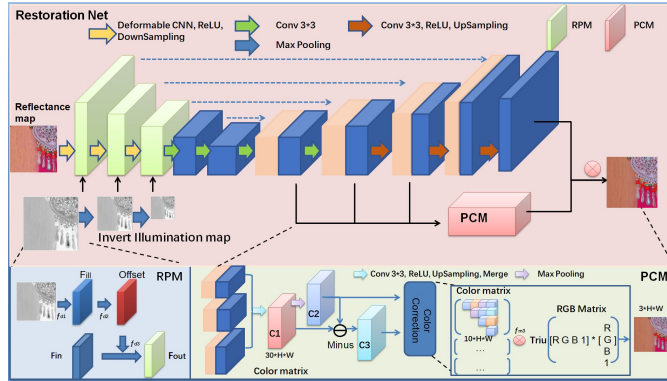 Restoration Net
Deformable CNN, ReLU,
DownSampling
Conv 3*3
Max Pooling
Conv 3*3, ReLU, UpSampling
RPM
PCM
Reflectance
map
Invert Illumination map
PCM
RPM
Fill
Offset
Fin
Fout
Conv 3*3, ReLU, UpSampling, Merge
Max Pooling
PCM
C1
30*H*W
C2
Minus
C3
Color matrix
Color
Correction
Color matrix
10*H*W
...
...
RGB Matrix
Triu [R G B 1] * [
R
G
B
1
]
3*H*W